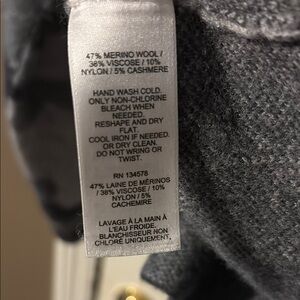 47% MERINO WOOL /
38% VISCOSE / 10%
NYLON / 5% CASHMERE
HAND WASH COLD.
ONLY NON-CHLORINE
BLEACH WHEN
NEEDED.
RESHAPE AND DRY
FLAT.
COOL IRON IF NEEDED.
OR DRY CLEAN.
DO NOT WRING OR
TWIST.
RN 134578
47% LAINE DE MÉRINOS
/ 38% VISCOSE / 10%
NYLON / 5%
CACHEMIRE
LAVAGE À LA MAIN À
L'EAU FROIDE.
BLANCHISSEUR NON
CHLORÉ UNIQUEMENT,